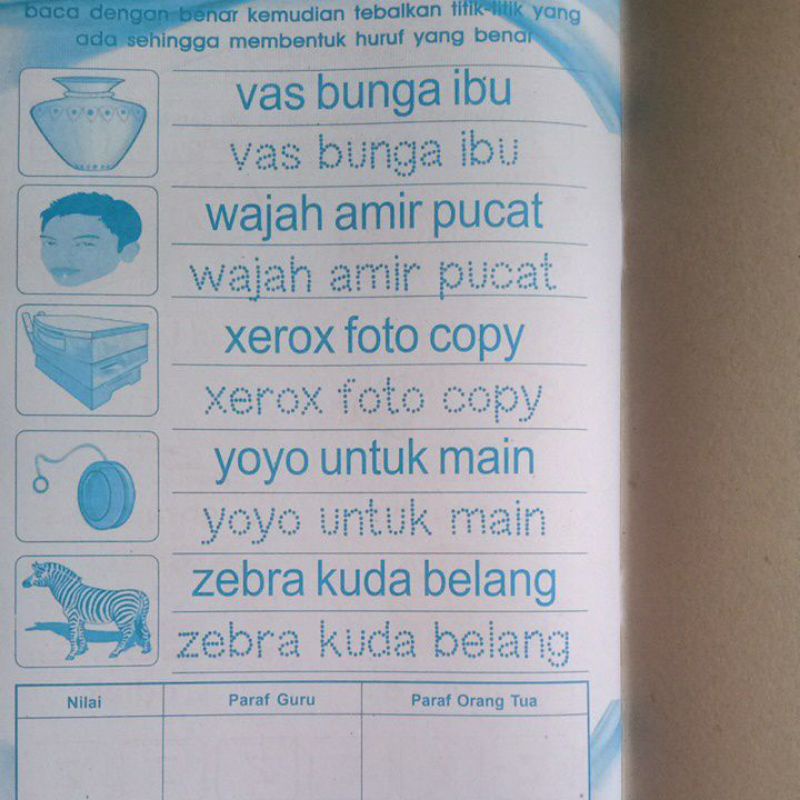 baca dengan benar kemudian tebalkan titik-titik yang
ada sehingga membentuk huruf yang benar
vas bunga ibu
vas bunga ibu
wajah amir pucat
wajah amir pucat
xerox foto copy
xerox foto copy
yoyo untuk main
yoyo untuk main
zebra kuda belang
zebra kuda belang
Nilai Paraf Guru Paraf Orang Tua